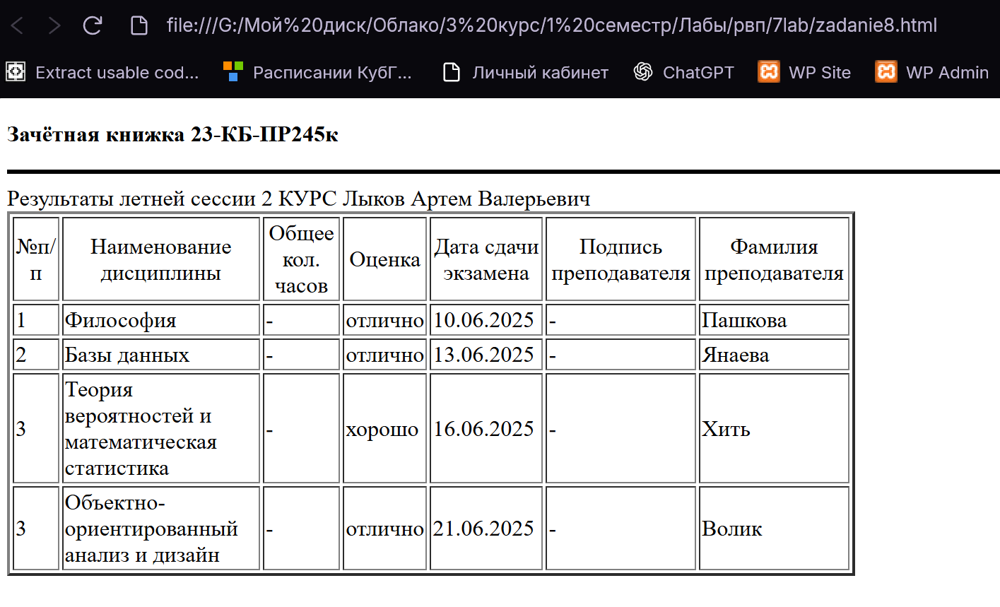 file:///G:/Мой%20диск/Облако/3%20курс/1%20семестр/Лабы/рвп/7lab/zadanie8.html
Extract usable cod... Расписании КубГ... Личный кабинет ChatGPT WP Site WP Admin
Зачётная книжка 23-КБ-ПР245к
Результаты летней сессии 2 КУРС Лыков Артем Валерьевич
№п/
п
Наименование
дисциплины
Общее
кол.
часов
Оценка
Дата сдачи
экзамена
Подпись
преподавателя
Фамилия
преподавателя
1 Философия - отлично 10.06.2025 - Пашкова
2 Базы данных - отлично 13.06.2025 - Янаева
3
Теория
вероятностей и
математическая
статистика
- хорошо 16.06.2025 - Хить
3
Объектно-
ориентированный
анализ и дизайн
- отлично 21.06.2025 - Волик